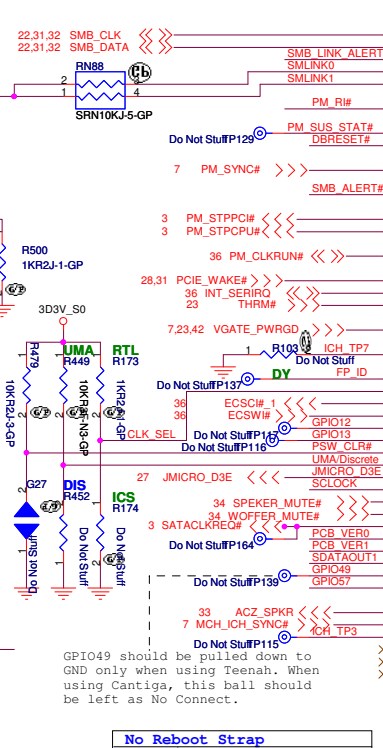 22,31,32 SMB_CLK
22,31,32 SMB_DATA
SMB_LINK_ALERT
RN88
SMLINK0
SMLINK1
2 3
1 4
SRN10KJ-5-GP
PM_RI#
PM_SUS_STAT#
Do Not Stuff TP129
DBRESET#
7 PM_SYNC#
SMB_ALERT#
3 PM_STPPCI#
3 PM_STPCPU#
R500
1KR2J-1-GP
36 PM_CLKRUN#
28,31 PCIE_WAKE#
36 INT_SERIRQ
23 THRM#
3D3V_S0
7,23,42 VGATE_PWRGD
R479
10KR2J-3-GP
UMA
R449
RTL
R173
1 R103 2
ICH_TP7
Do Not Stuff
Do Not Stuff TP137
DY
FP_ID
36 ECSCI#_1
36 ECSWI#
CLK_SEL
GPIO12
GPIO13
Do Not Stuff TP116
PSW_CLR#
UMA/Discrete
27 JMICRO_D3E
JMICRO_D3E
SCLOCK
G27
Do Not Stuff
DIS
R452
Do Not Stuff
ICS
R174
Do Not Stuff
34 SPEKER_MUTE#
34 WOFFER_MUTE#
3 SATACLKREQ#
PCB_VER0
PCB_VER1
Do Not Stuff TP164
SDATAOUT1
GPIO49
GPIO57
Do Not Stuff TP139
33 ACZ_SPKR
7 MCH_ICH_SYNC#
ICH_TP3
Do Not Stuff TP115
GPIO49 should be pulled down to
GND only when using Teenah. When
using Cantiga, this ball should
be left as No Connect.
No Reboot Strap